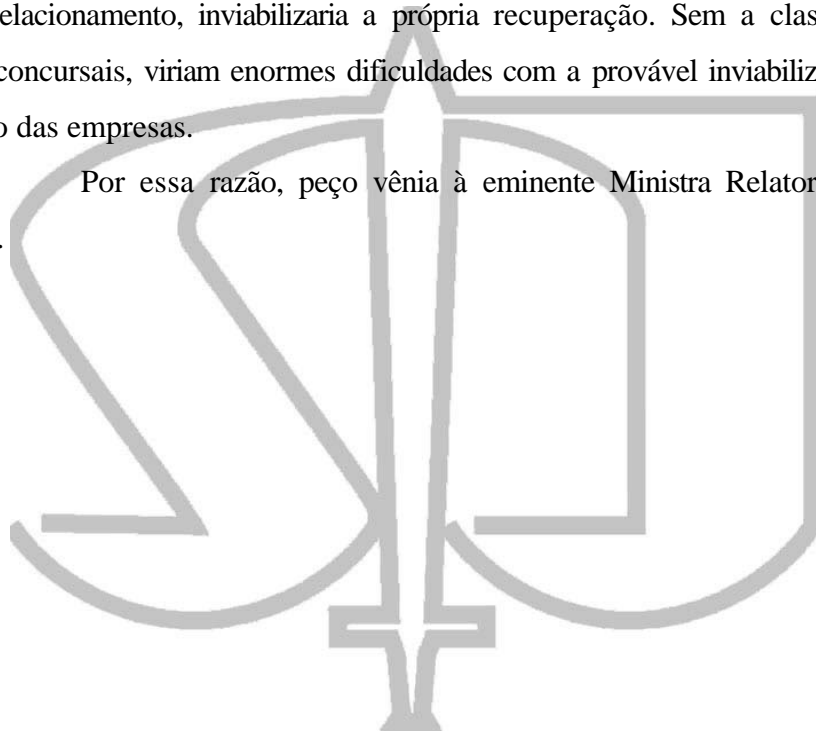 elacionamento, inviabilizaria a própria recuperação. Sem a clas
concursais, viriam enormes dificuldades com a provável inviabiliz
o das empresas.
Por essa razão, peço vênia à eminente Ministra Relator
.